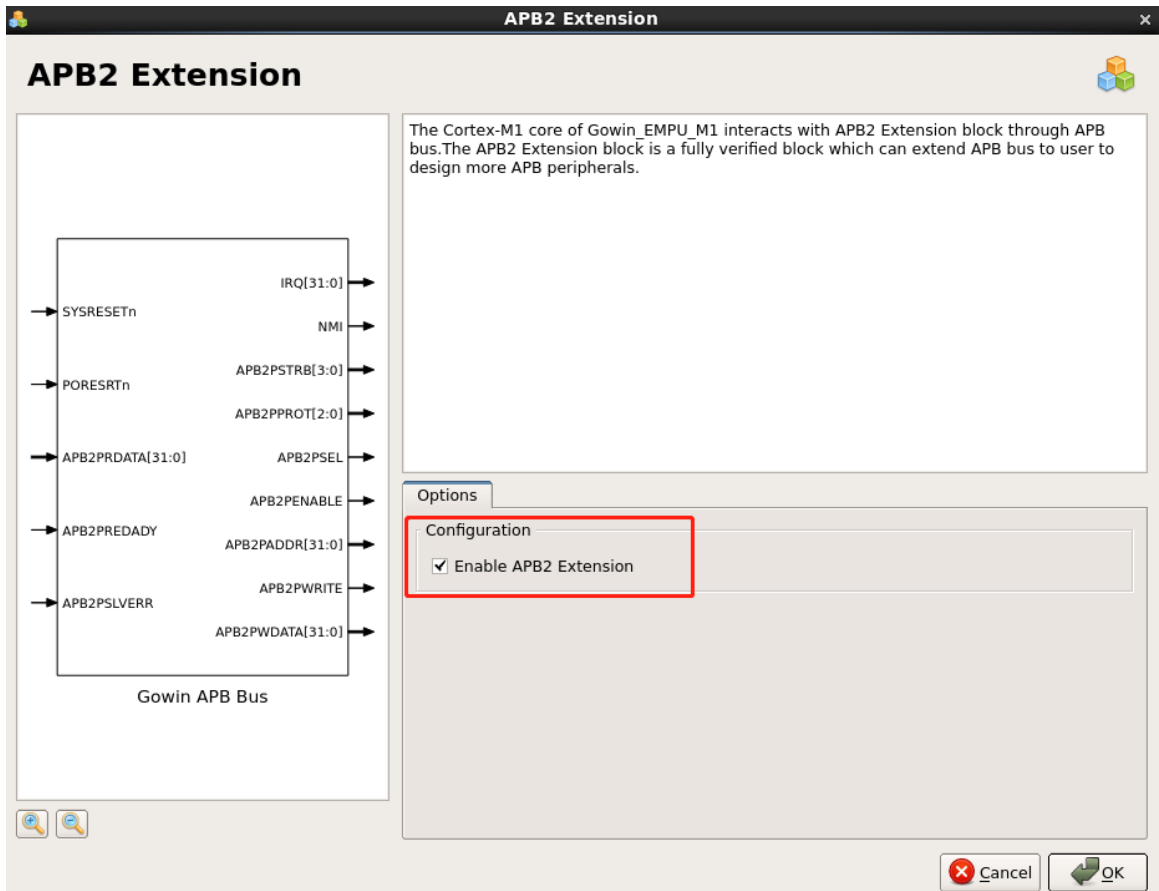 APB2 Extension
APB2 Extension
The Cortex-M1 core of Gowin_EMPU_M1 interacts with APB2 Extension block through APB
bus.The APB2 Extension block is a fully verified block which can extend APB bus to user to
design more APB peripherals.
IRQ[31:0]
SYSRESETn
NMI
APB2PSTRB[3:0]
PORESRTn
APB2PPROT[2:0]
APB2PRDATA[31:0]
APB2PSEL
APB2PENABLE
APB2PREDADY
APB2PADDR[31:0]
APB2PWRITE
APB2PSLVERR
APB2PWDATA[31:0]
Gowin APB Bus
Options
Configuration
Enable APB2 Extension
Cancel
OK